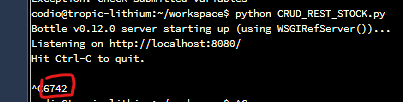 Exception: check submitted variables
codio@tropic-lithium:~/workspace$ python CRUD_REST_STOCK.py
Bottle v0.12.0 server starting up (using WSGIRefServer())...
Listening on http://localhost:8080/
Hit Ctrl-C to quit.
^C6742